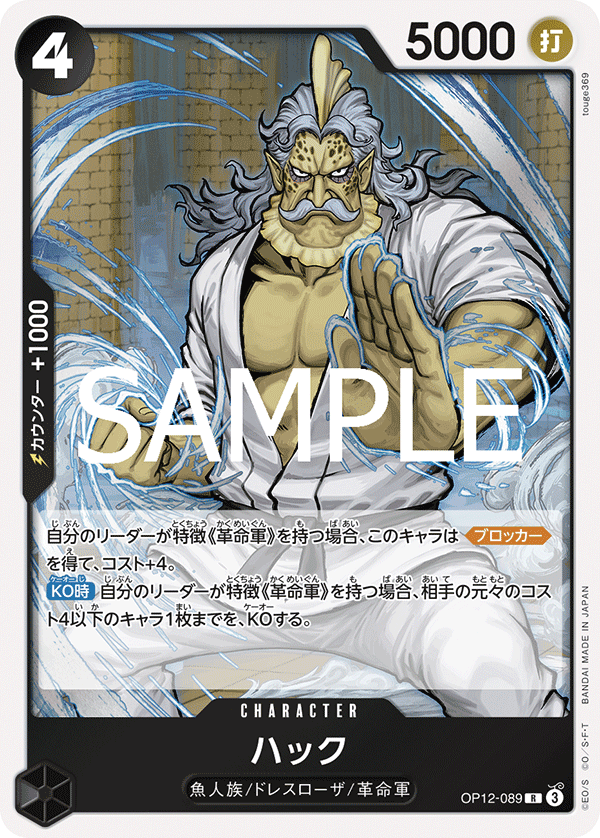 4
5000
打
touge369
カウンター +1000
SAMPLE
自分のリーダーが特徴《革命軍》を持つ場合、このキャラは ブロッカー
を得て、コスト+4。
KO時 自分のリーダーが特徴《革命軍》を持つ場合、相手の元々のコス
ト4以下のキャラ1枚までを、KOする。
CHARACTER
ハック
魚人族/ドレスローザ/革命軍
OP12-089 R 3
©E.O/S ©O/S・F・T BANDAI MADE IN JAPAN